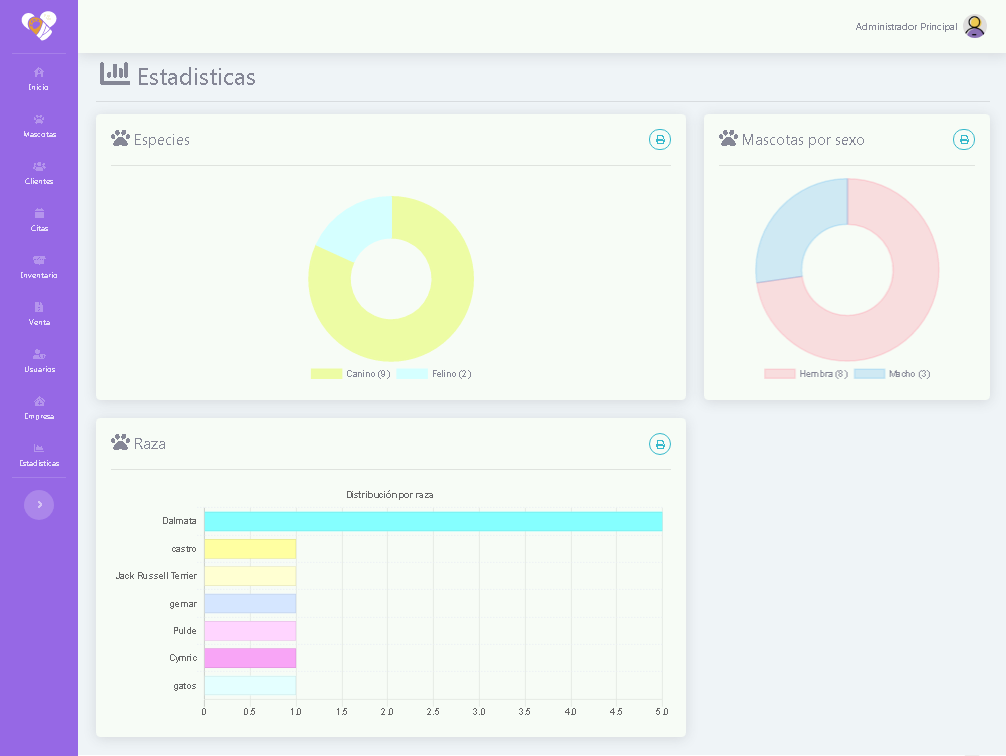 Administrador Principal
Inicio
Mascotas
Clientes
Citas
Inventario
Venta
Usuarios
Empresa
Estadisticas
Estadisticas
Especies
Canino (9)
Felino (2)
Mascotas por sexo
Hembra (8)
Macho (3)
Raza
Distribución por raza
Dalmata
castro
Jack Russell Terrier
gemar
Pulde
Cymric
gatos
0 0.5 1.0 1.5 2.0 2.5 3.0 3.5 4.0 4.5 5.0